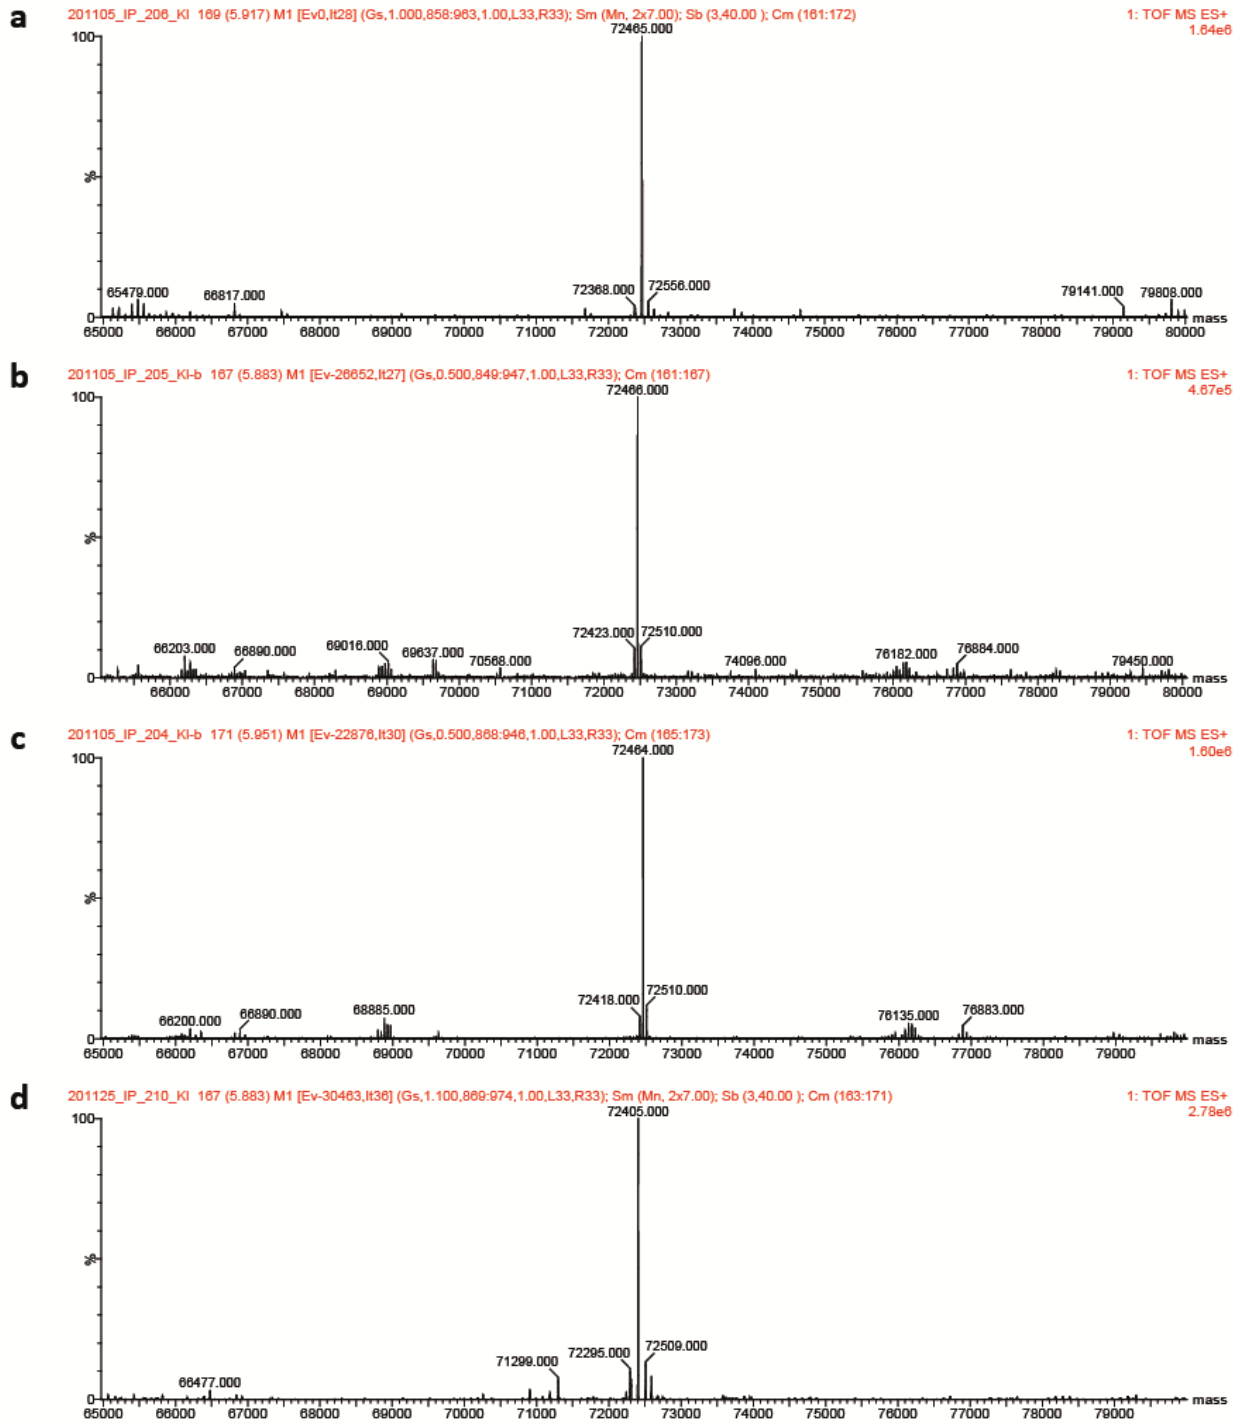 a
201105_IP_206_KI 169 (5.917) M1 [Ev0,It28] (Gs,1.000,858:963,1.00,L33,R33); Sm (Mn, 2x7.00); Sb (3,40.00 ); Cm (161:172)
1: TOF MS ES+
1.64e6
72465.000
100
%
65479.000
66817.000
72368.000
72556.000
79141.000
79808.000
0
65000 66000 67000 68000 69000 70000 71000 72000 73000 74000 75000 76000 77000 78000 79000 80000 mass
b
201105_IP_205_KI-b 167 (5.883) M1 [Ev-26652,It27] (Gs,0.500,849:947,1.00,L33,R33); Cm (161:167)
1: TOF MS ES+
4.67e5
72466.000
100
%
66203.000
66890.000
69016.000
69637.000
70568.000
72423.000
72510.000
74096.000
76182.000
76884.000
79450.000
0
66000 67000 68000 69000 70000 71000 72000 73000 74000 75000 76000 77000 78000 79000 80000 mass
c
201105_IP_204_KI-b 171 (5.951) M1 [Ev-22876,It30] (Gs,0.500,868:946,1.00,L33,R33); Cm (165:173)
1: TOF MS ES+
1.60e6
72464.000
100
%
66200.000
66890.000
68885.000
72418.000
72510.000
76135.000
76883.000
0
65000 66000 67000 68000 69000 70000 71000 72000 73000 74000 75000 76000 77000 78000 79000 mass
d
201125_IP_210_KI 167 (5.883) M1 [Ev-30463,It36] (Gs,1.100,869:974,1.00,L33,R33); Sm (Mn, 2x7.00); Sb (3,40.00 ); Cm (163:171)
1: TOF MS ES+
2.78e6
72405.000
100
%
66477.000
71299.000
72295.000
72509.000
0
65000 66000 67000 68000 69000 70000 71000 72000 73000 74000 75000 76000 77000 78000 79000 mass